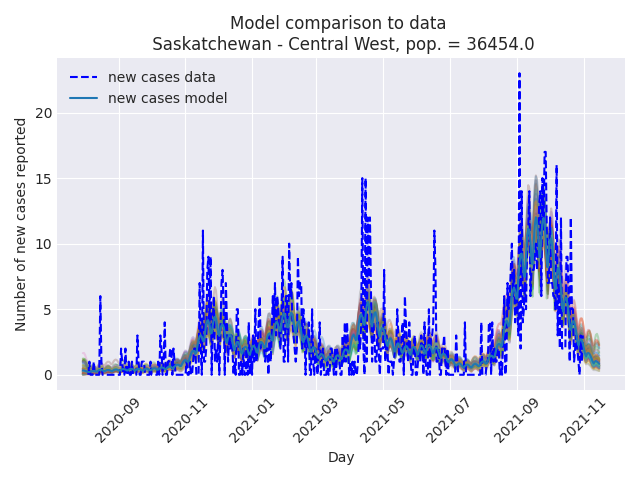 Model comparison to data
Saskatchewan - Central West, pop. = 36454.0
new cases data
new cases model
Number of new cases reported
20
15
10
5
0
2020-09
2020-11
2021-01
2021-03
2021-05
2021-07
2021-09
2021-11
Day